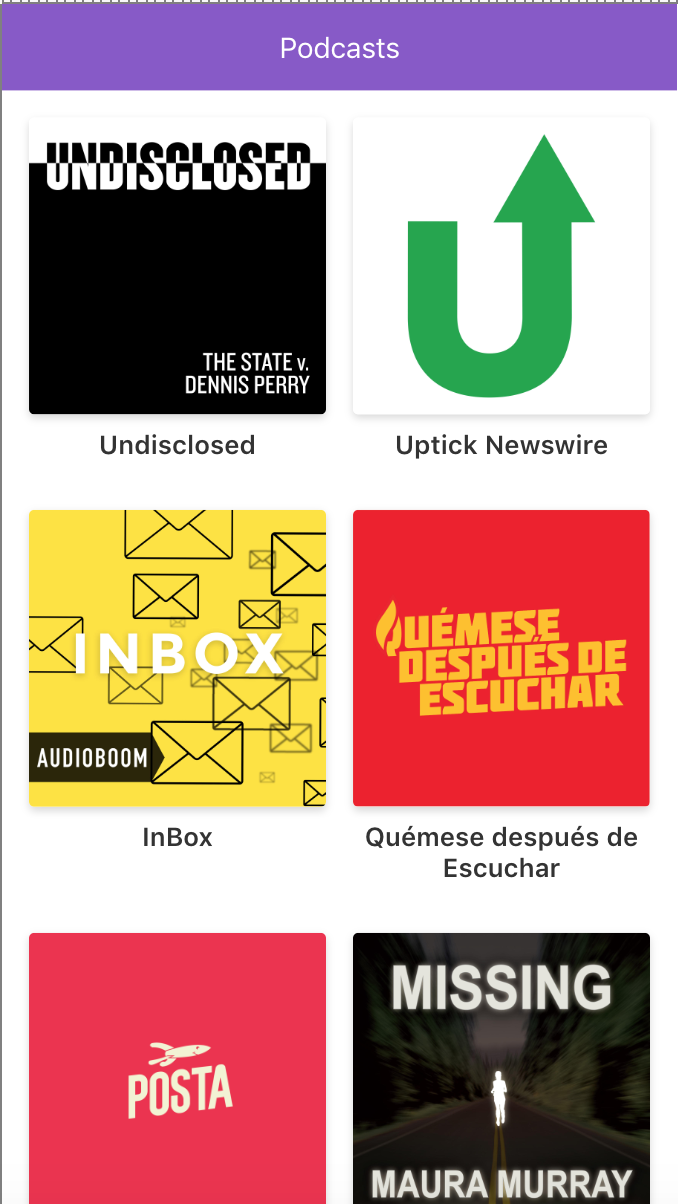 Podcasts
UNDISCLOSED
THE STATE v.
DENNIS PERRY
Undisclosed
Uptick Newswire
INBOX
AUDIOBOOM
InBox
QUÉMESE
DESPUÉS DE
ESCUCHAR
Quémese después de
Escuchar
POSTA
MISSING
MAURA MURRAY